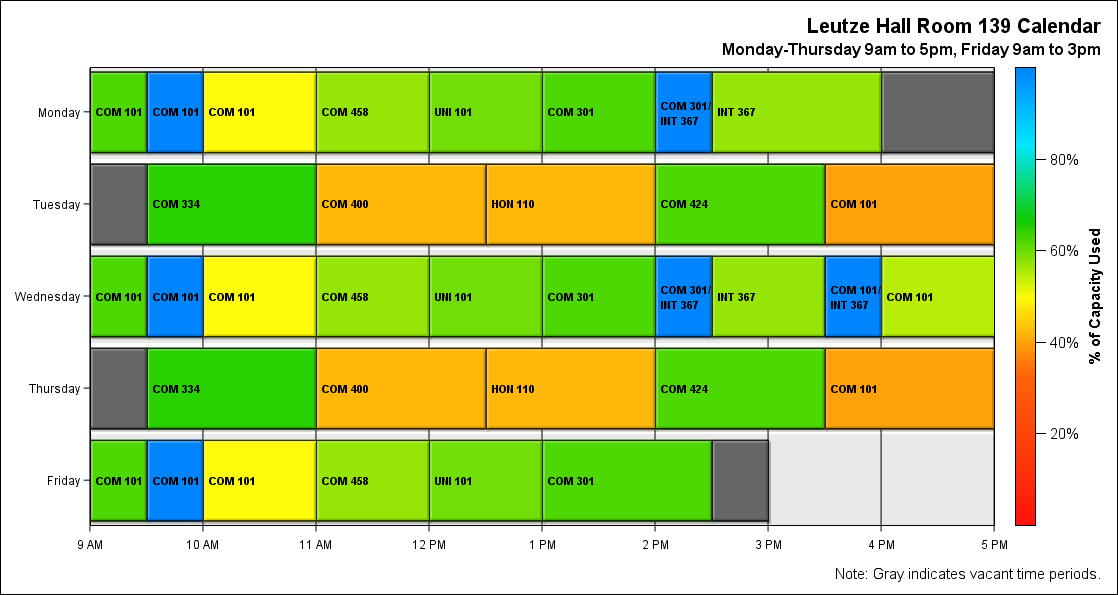 Leutze Hall Room 139 Calendar
Monday-Thursday 9am to 5pm, Friday 9am to 3pm
Monday
COM 101
COM 101
COM 101
COM 458
UNI 101
COM 301
COM 301/
INT 367
INT 367
Tuesday
COM 334
COM 400
HON 110
COM 424
COM 101
Wednesday
COM 101
COM 101
COM 101
COM 458
UNI 101
COM 301
COM 301/
INT 367
INT 367
COM 101/
INT 367
COM 101
Thursday
COM 334
COM 400
HON 110
COM 424
COM 101
Friday
COM 101
COM 101
COM 101
COM 458
UNI 101
COM 301
9 AM
10 AM
11 AM
12 PM
1 PM
2 PM
3 PM
4 PM
5 PM
80%
60%
40%
20%
% of Capacity Used
Note: Gray indicates vacant time periods.